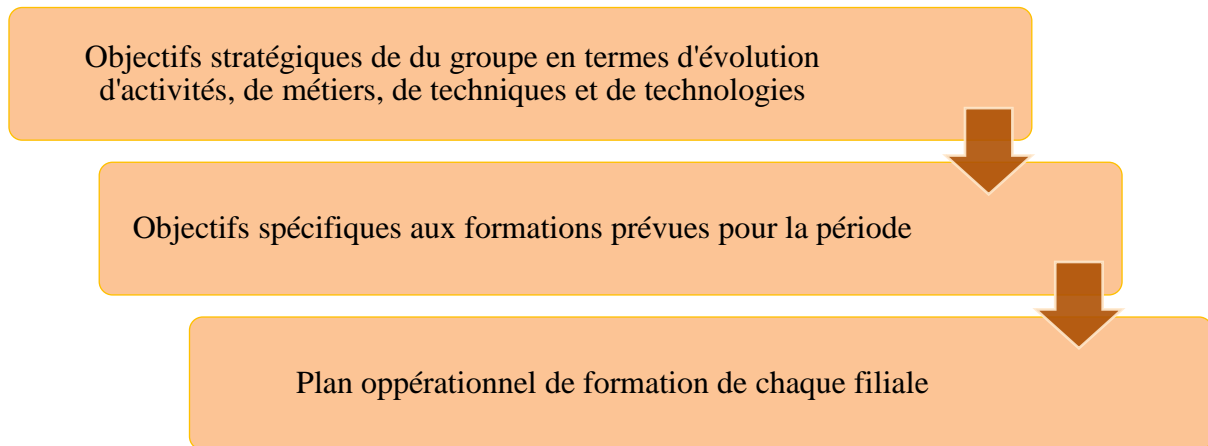 Objectifs stratégiques de du groupe en termes d'évolution
d'activités, de métiers, de techniques et de technologies
Objectifs spécifiques aux formations prévues pour la période
Plan oppérationnel de formation de chaque filiale